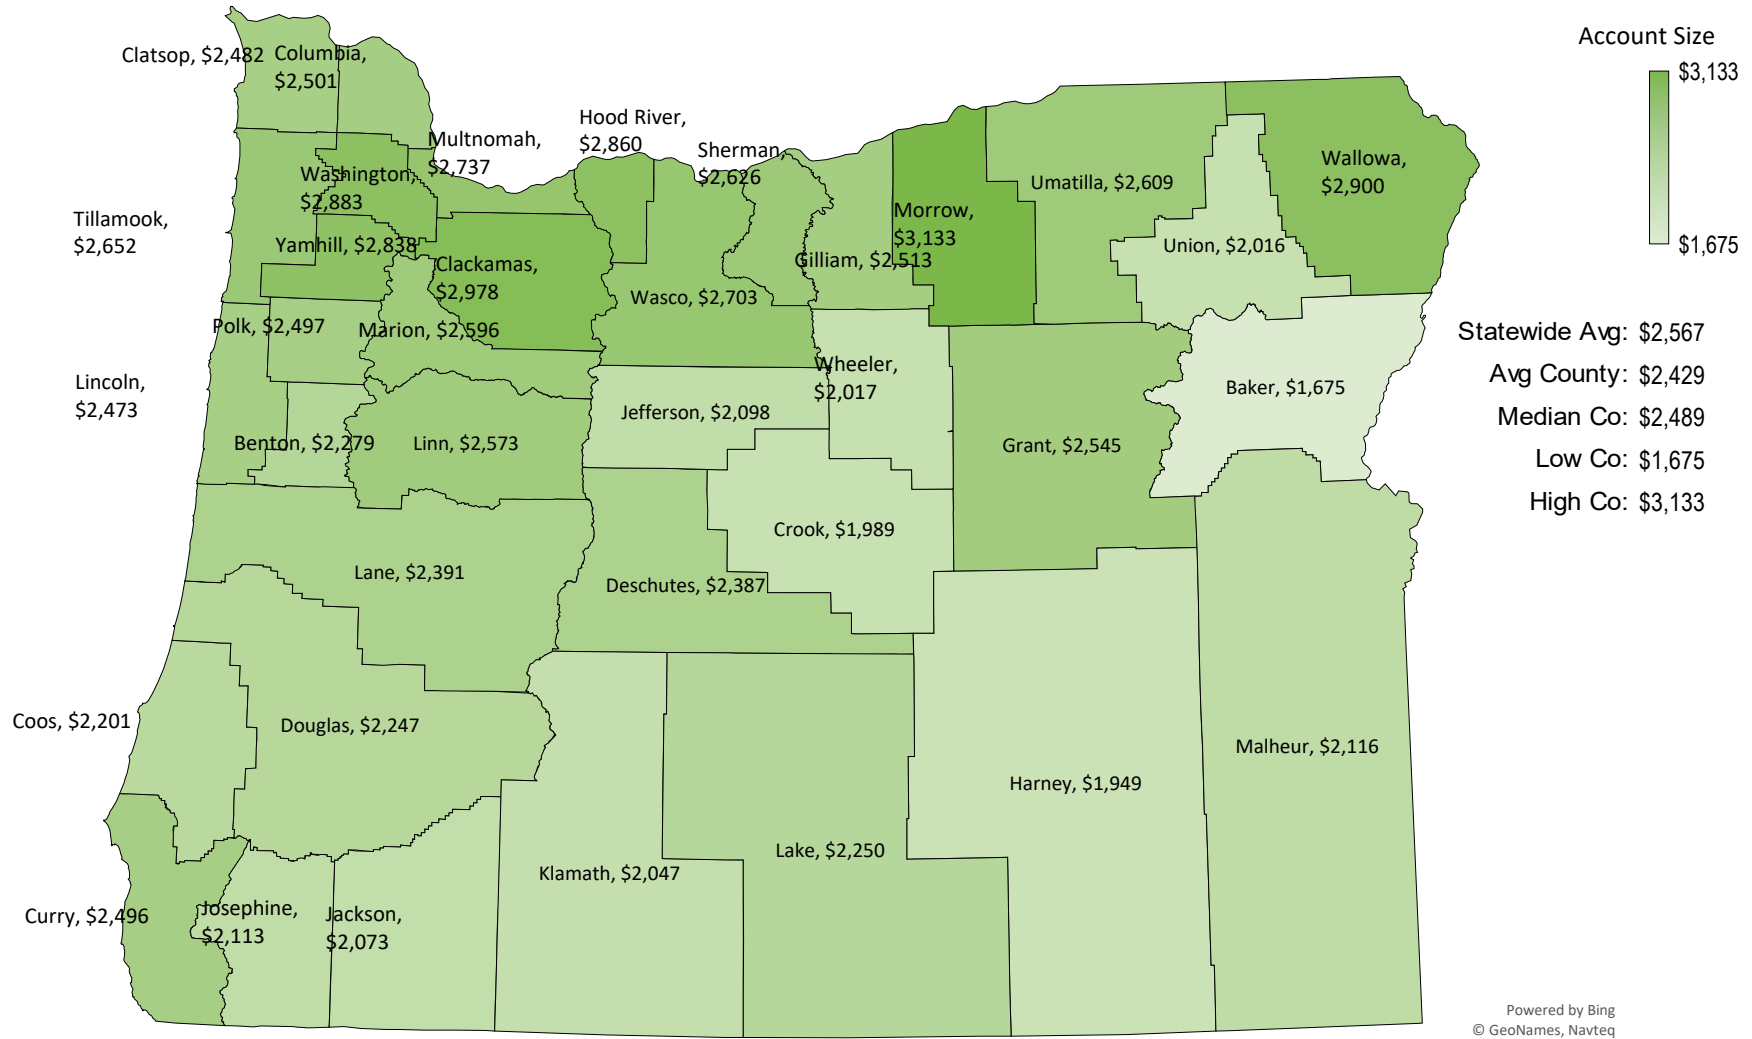 Account Size
$3,133
$1,675
Statewide Avg: $2,567
Avg County: $2,429
Median Co: $2,489
Low Co: $1,675
High Co: $3,133
Clatsop, $2,482
Columbia,
$2,501
Multnomah,
$2,737
Hood River,
$2,860
Sherman,
$2,626
Washington,
$2,883
Tillamook,
$2,652
Yamhill, $2,838
Clackamas,
$2,978
Wasco, $2,703
Gilliam, $2,513
Morrow,
$3,133
Umatilla, $2,609
Union, $2,016
Wallowa,
$2,900
Polk, $2,497
Marion, $2,596
Lincoln,
$2,473
Benton, $2,279
Linn, $2,573
Jefferson, $2,098
Wheeler,
$2,017
Grant, $2,545
Baker, $1,675
Crook, $1,989
Lane, $2,391
Deschutes, $2,387
Coos, $2,201
Douglas, $2,247
Klamath, $2,047
Lake, $2,250
Harney, $1,949
Malheur, $2,116
Curry, $2,496
Josephine,
$2,113
Jackson,
$2,073
Powered by Bing
© GeoNames, Navteq